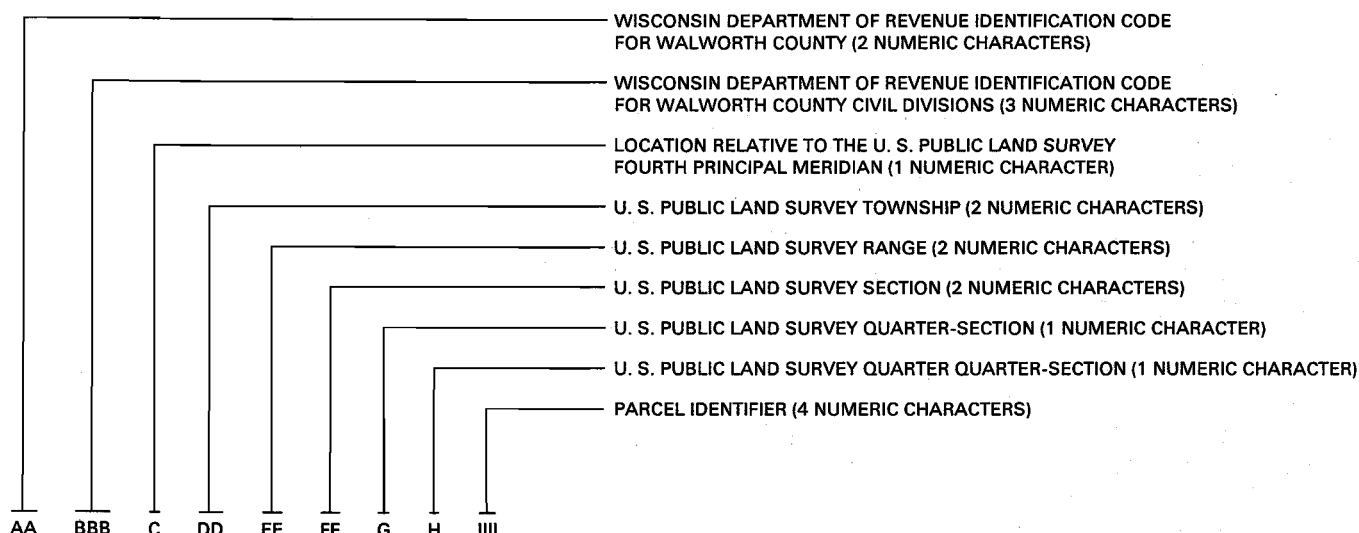 WISCONSIN DEPARTMENT OF REVENUE IDENTIFICATION CODE
FOR WALWORTH COUNTY (2 NUMERIC CHARACTERS)
WISCONSIN DEPARTMENT OF REVENUE IDENTIFICATION CODE
FOR WALWORTH COUNTY CIVIL DIVISIONS (3 NUMERIC CHARACTERS)
LOCATION RELATIVE TO THE U. S. PUBLIC LAND SURVEY
FOURTH PRINCIPAL MERIDIAN (1 NUMERIC CHARACTER)
U. S. PUBLIC LAND SURVEY TOWNSHIP (2 NUMERIC CHARACTERS)
U. S. PUBLIC LAND SURVEY RANGE (2 NUMERIC CHARACTERS)
U. S. PUBLIC LAND SURVEY SECTION (2 NUMERIC CHARACTERS)
U. S. PUBLIC LAND SURVEY QUARTER-SECTION (1 NUMERIC CHARACTER)
U. S. PUBLIC LAND SURVEY QUARTER QUARTER-SECTION (1 NUMERIC CHARACTER)
PARCEL IDENTIFIER (4 NUMERIC CHARACTERS)
AA BBB C DD EE FF G H IIII